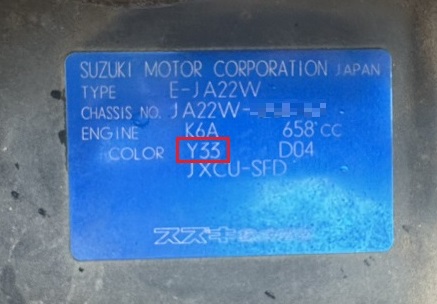 SUZUKI MOTOR CORPORATION JAPAN
TYPE E-JA22W
CHASSIS NO. JA22W-
ENGINE K6A 658 CC
COLOR Y33 D04
JXCU-SFD
スズキ